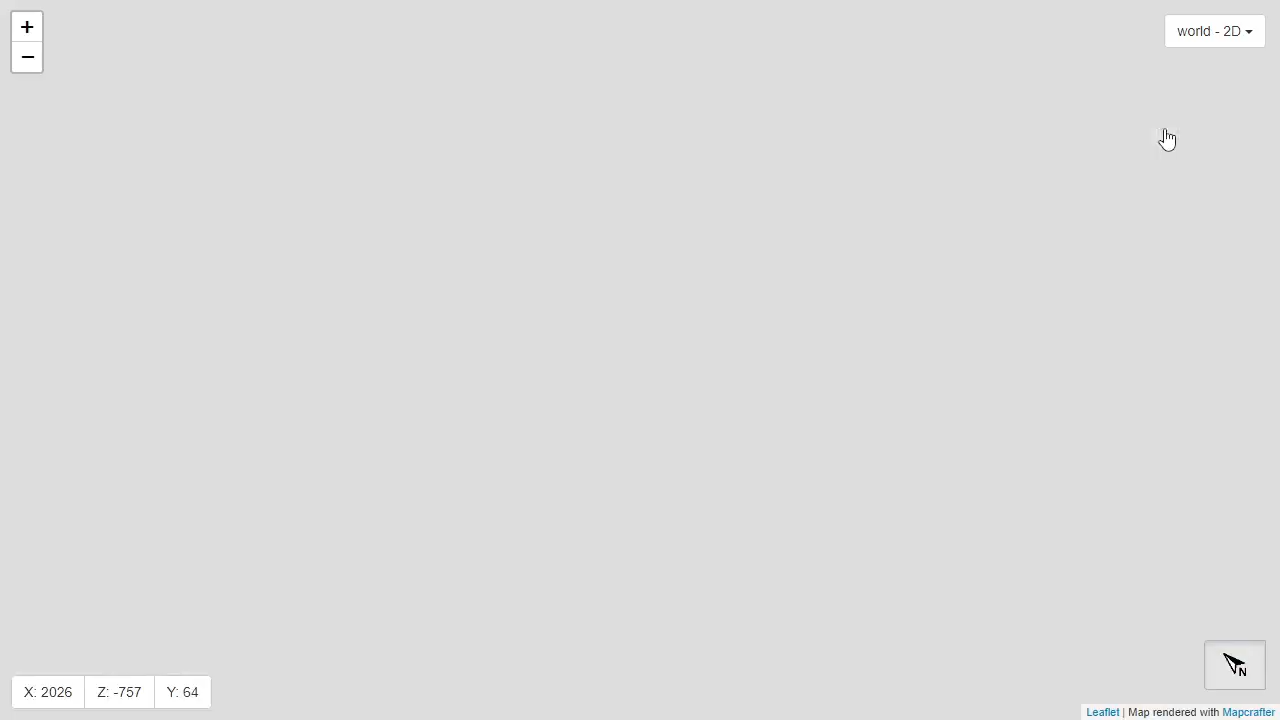 +
world - 2D
−
N
X: 2026 Z: -757 Y: 64
Leaflet | Map rendered with Mapcrafter